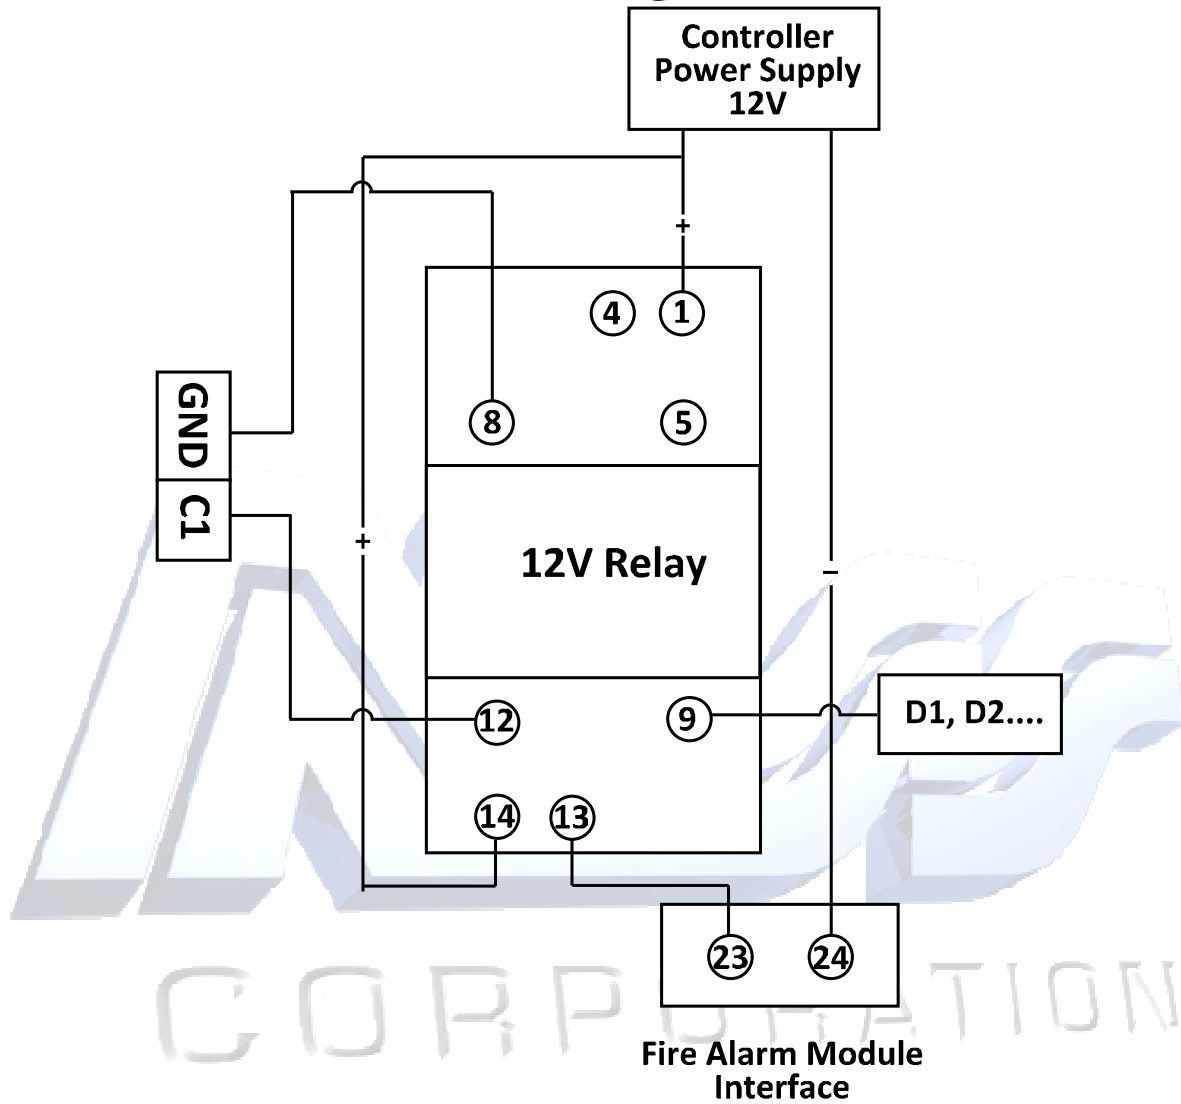 Controller
Power Supply
12V
+
4
1
8
5
GND
C1
+
12V Relay
–
12
9
D1, D2....
14
13
23
24
CORPORATION
Fire Alarm Module
Interface